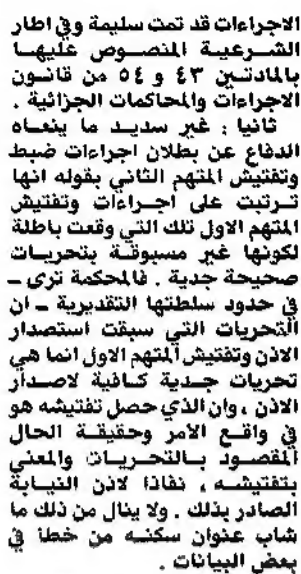 الاجراءات قد تمت سليمة وفي اطار
الشرعية المنصوص عليها
بالمادتين ٤٣ و ٥٤ من قانون
الاجراءات والمحاكمات الجزائية .
ثانيا : غير سديد ما ينعاه
الدفاع عن بطلان اجراءات ضبط
وتفتيش المتهم الثاني بقوله انها
ترتبت على اجراءات وتفتيش
المتهم الاول تلك التي وقعت باطلة
لكونها غير مسبوقة بتحريات
صحيحة جدية . فالمحكمة ترى -
في حدود سلطتها التقديرية - ان
التحريات التي سبقت استصدار
الاذن وتفتيش المتهم الاول انما هي
تحريات جدية كافية لاصدار
الاذن ، وان الذي حصل تفتيشه هو
في واقع الامر وحقيقة الحال
المقصود بالتحريات والمعني
بتفتيشه ، نفاذا لاذن النيابة
الصادر بذلك . ولا ينال من ذلك ما
شاب عنوان سكنه من خطأ في
بعض البيانات .